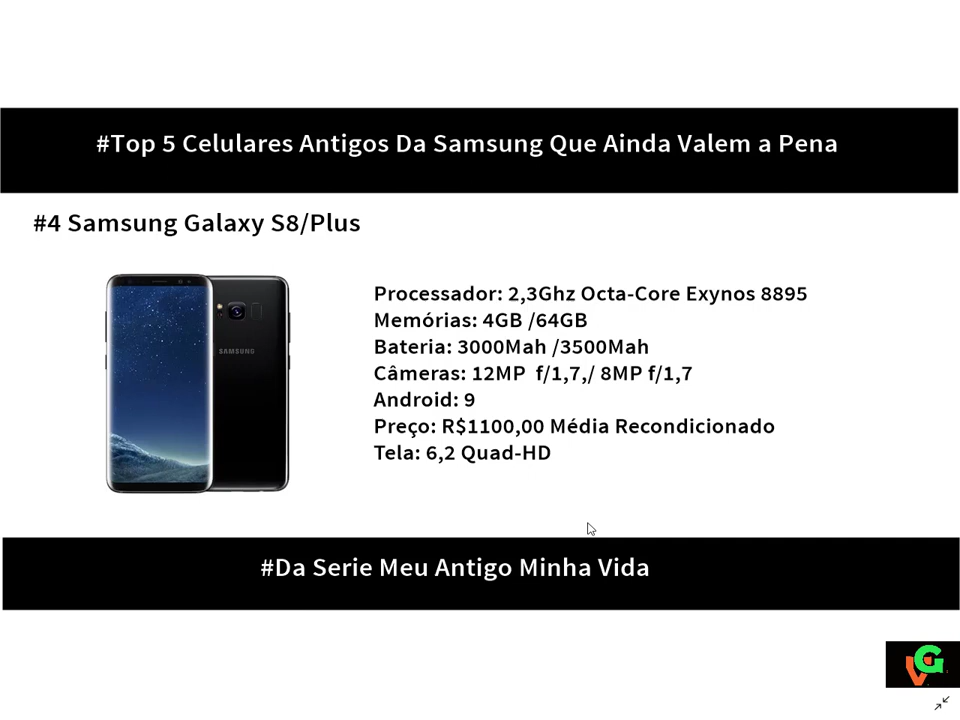 #Top 5 Celulares Antigos Da Samsung Que Ainda Valem a Pena
#4 Samsung Galaxy S8/Plus
SAMSUNG
Processador: 2,3Ghz Octa-Core Exynos 8895
Memórias: 4GB /64GB
Bateria: 3000Mah /3500Mah
Câmeras: 12MP  f/1,7,/ 8MP f/1,7
Android: 9
Preço: R$1100,00 Média Recondicionado
Tela: 6,2 Quad-HD
#Da Serie Meu Antigo Minha Vida
VG